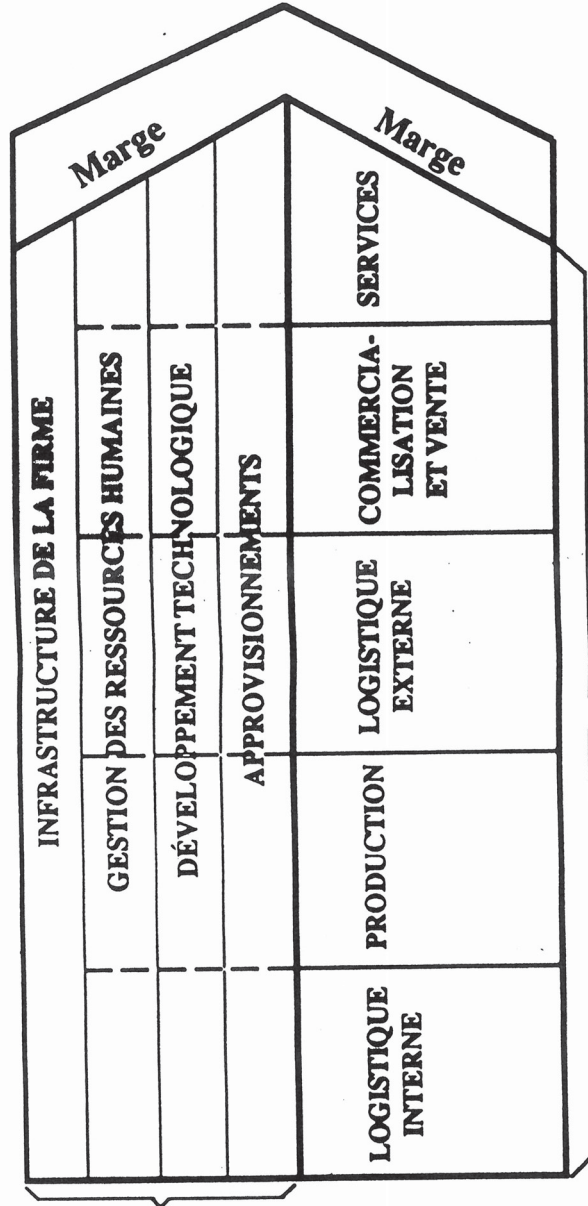 INFRASTRUCTURE DE LA FIRME
GESTION DES RESSOURCES HUMAINES
DÉVELOPPEMENT TECHNOLOGIQUE
APPROVISIONNEMENTS
Marge
LOGISTIQUE
INTERNE
PRODUCTION
LOGISTIQUE
EXTERNE
COMMERCIA-
LISATION
ET VENTE
SERVICES
Marge